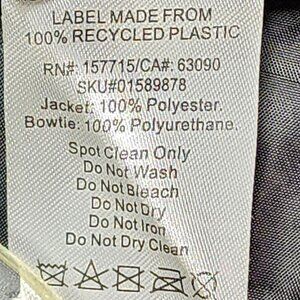 LABEL MADE FROM
100% RECYCLED PLASTIC
RN#: 157715/CA#: 63090
SKU#01589878
Jacket: 100% Polyester.
Bowtie: 100% Polyurethane.
Spot Clean Only
Do Not Wash
Do Not Bleach
Do Not Dry
Do Not Iron
Do Not Dry Clean